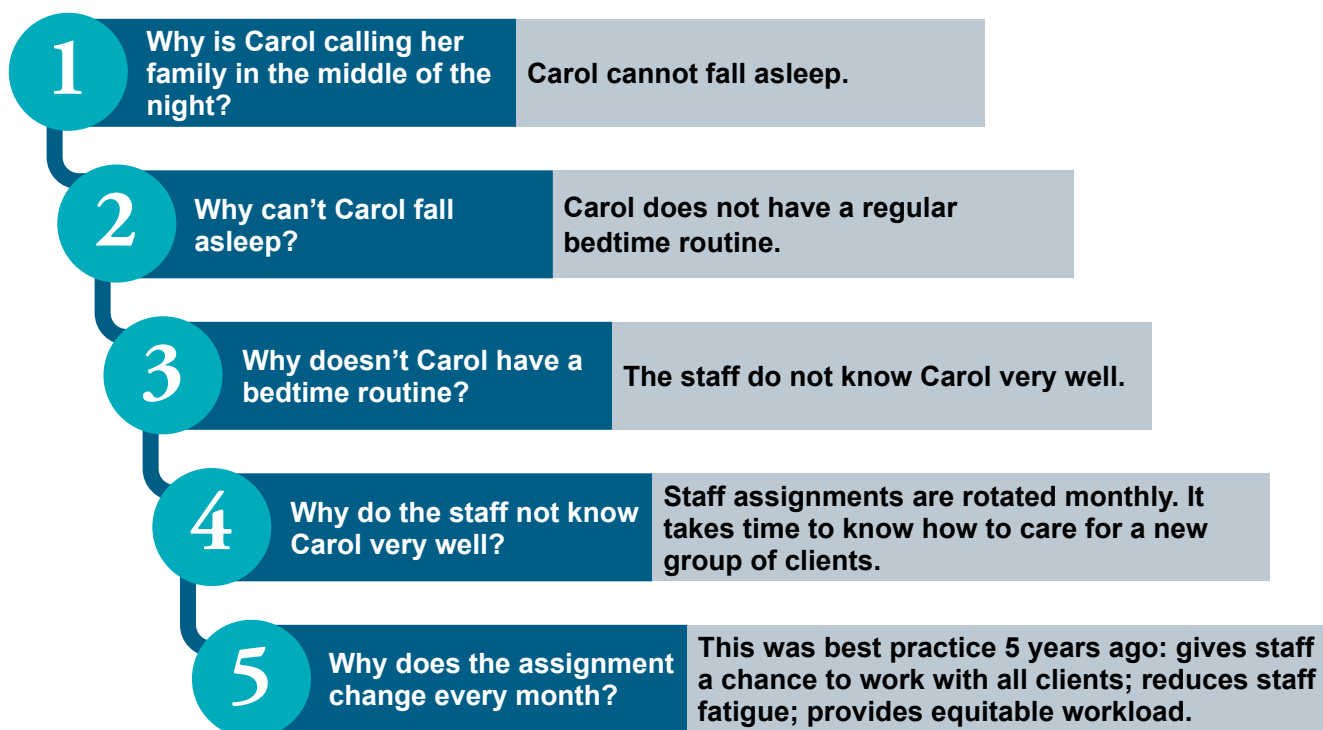 1
Why is Carol calling her
family in the middle of the
night?
Carol cannot fall asleep.
2
Why can't Carol fall
asleep?
Carol does not have a regular
bedtime routine.
3
Why doesn't Carol have a
bedtime routine?
The staff do not know Carol very well.
4
Why do the staff not know
Carol very well?
Staff assignments are rotated monthly. It
takes time to know how to care for a new
group of clients.
5
Why does the assignment
change every month?
This was best practice 5 years ago: gives staff
a chance to work with all clients; reduces staff
fatigue; provides equitable workload.